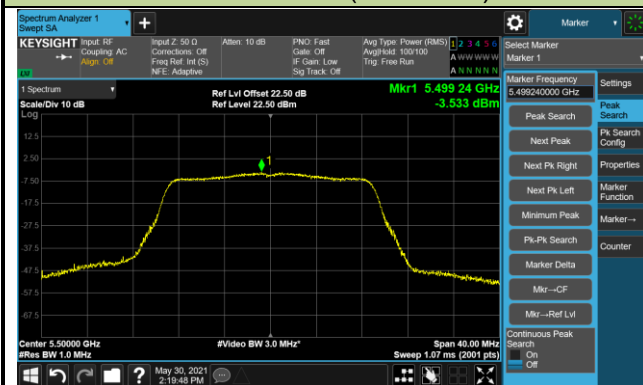 Spectrum Analyzer 1
Swept SA
Marker
KEYSIGHT
Input: RF
Coupling: AC
Align: Off
Input Z: 50 Ω
Corrections: Off
Freq Ref: Int (S)
NFE: Adaptive
Atten: 10 dB
PNO: Fast
Gate: Off
IF Gain: Low
Sig Track: Off
Avg Type: Power (RMS)
Avg|Hold: 100/100
Trig: Free Run
1 2 3 4 5 6
A W W W W W
A N N N N N
LXI
Select Marker
Marker 1
Marker Frequency
5.499240000 GHz
Settings
Peak Search
Peak
Search
Next Peak
Pk Search
Config
Next Pk Right
Properties
Next Pk Left
Marker
Function
Minimum Peak
Marker→
Pk-Pk Search
Counter
Marker Delta
Mkr→CF
Mkr→Ref Lvl
Continuous Peak
Search
On
Off
1 Spectrum
Scale/Div 10 dB
Log
Ref Lvl Offset 22.50 dB
Ref Level 22.50 dBm
Mkr1 5.499 24 GHz
-3.533 dBm
12.5
2.50
-7.50
-17.5
-27.5
-37.5
-47.5
-57.5
-67.5
1
Center 5.50000 GHz
#Res BW 1.0 MHz
#Video BW 3.0 MHz*
Span 40.00 MHz
Sweep 1.07 ms (2001 pts)
?
May 30, 2021
2:19:48 PM